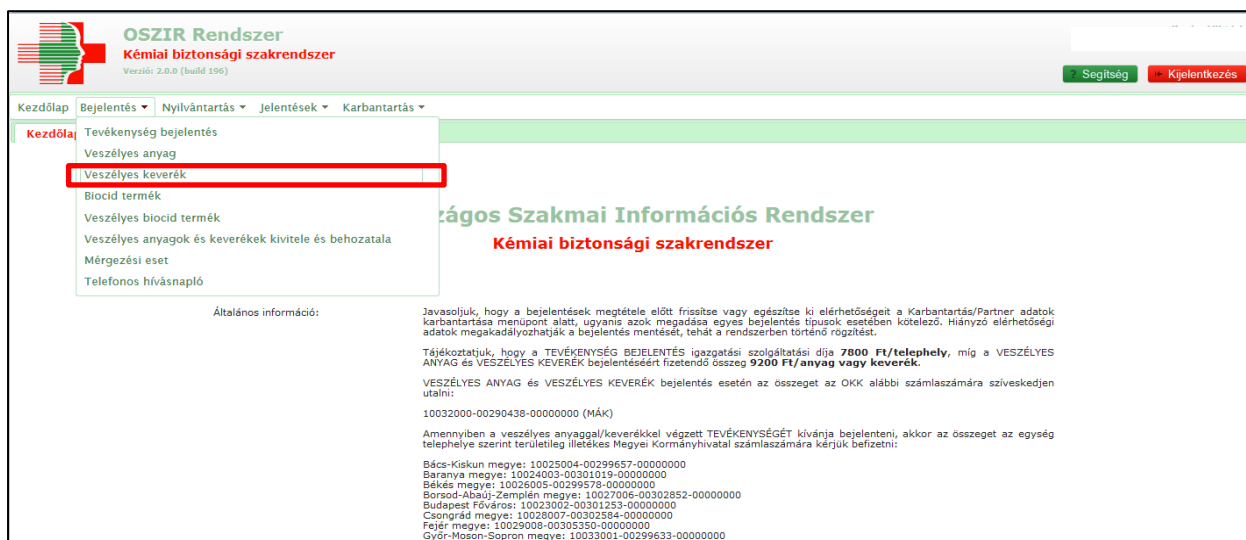 OSZIR Rendszer
Kémiai biztonsági szakrendszer
Verzió: 2.0.0 (build 196)
? Segítség
Kijelentkezés
Kezdőlap Bejelentés Nyilvántartás Jelentések Karbantartás
Kezdőlap
Tevékenység bejelentés
Veszélyes anyag
Veszélyes keverék
Biocid termék
Veszélyes biocid termék
Veszélyes anyagok és keverékek kivitele és behozatala
Mérgezési eset
Telefonos hívásnapló
zágos Szakmai Információs Rendszer
Kémiai biztonsági szakrendszer
Általános információ:
Javasoljuk, hogy a bejelentések megtétele előtt frissítse vagy egészítse ki elérhetőségeit a Karbantartás/Partner adatok
karbantartása menüpont alatt, ugyanis azok megadása egyes bejelentés típusok esetében kötelező. Hiányzó elérhetőségi
adatok megakadályozhatják a bejelentés mentését, tehát a rendszerben történő rögzítést.
Tájékoztatjuk, hogy a TEVÉKENYSÉG BEJELENTÉS igazgatási szolgáltatási díja 7800 Ft/telephely, míg a VESZÉLYES
ANYAG és VESZÉLYES KEVERÉK bejelentéséért fizetendő összeg 9200 Ft/anyag vagy keverék.
VESZÉLYES ANYAG és VESZÉLYES KEVERÉK bejelentés esetén az összeget az OKK alábbi számlaszámára szíveskedjen
utalni:
10032000-00290438-00000000 (MÁK)
Amennyiben a veszélyes anyaggal/keverékkel végzett TEVÉKENYSÉGÉT kívánja bejelenteni, akkor az összeget az egység
telephelye szerint területileg illetékes Megyei Kormányhivatal számlaszámára kérjük befizetni:
Bács-Kiskun megye: 10025004-00299657-00000000
Baranya megye: 10024003-00301019-00000000
Békés megye: 10026005-00299578-00000000
Borsod-Abaúj-Zemplén megye: 10027006-00302852-00000000
Budapest Főváros: 10023002-00301253-00000000
Csongrád megye: 10028007-00302584-00000000
Fejér megye: 10029008-00305350-00000000
Győr-Moson-Sopron megye: 10033001-00299633-00000000